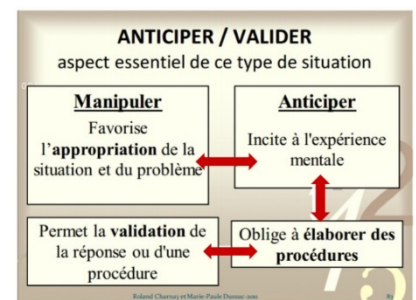 ANTICIPER / VALIDER
aspect essentiel de ce type de situation
Manipuler
Favorise
l'appropriation de la
situation et du problème
Anticiper
Incite à l'expérience
mentale
Permet la validation de
la réponse ou d'une
procédure
Oblige à élaborer des
procédures
Roland Charnay et Marie-Paule Dussuc 2011